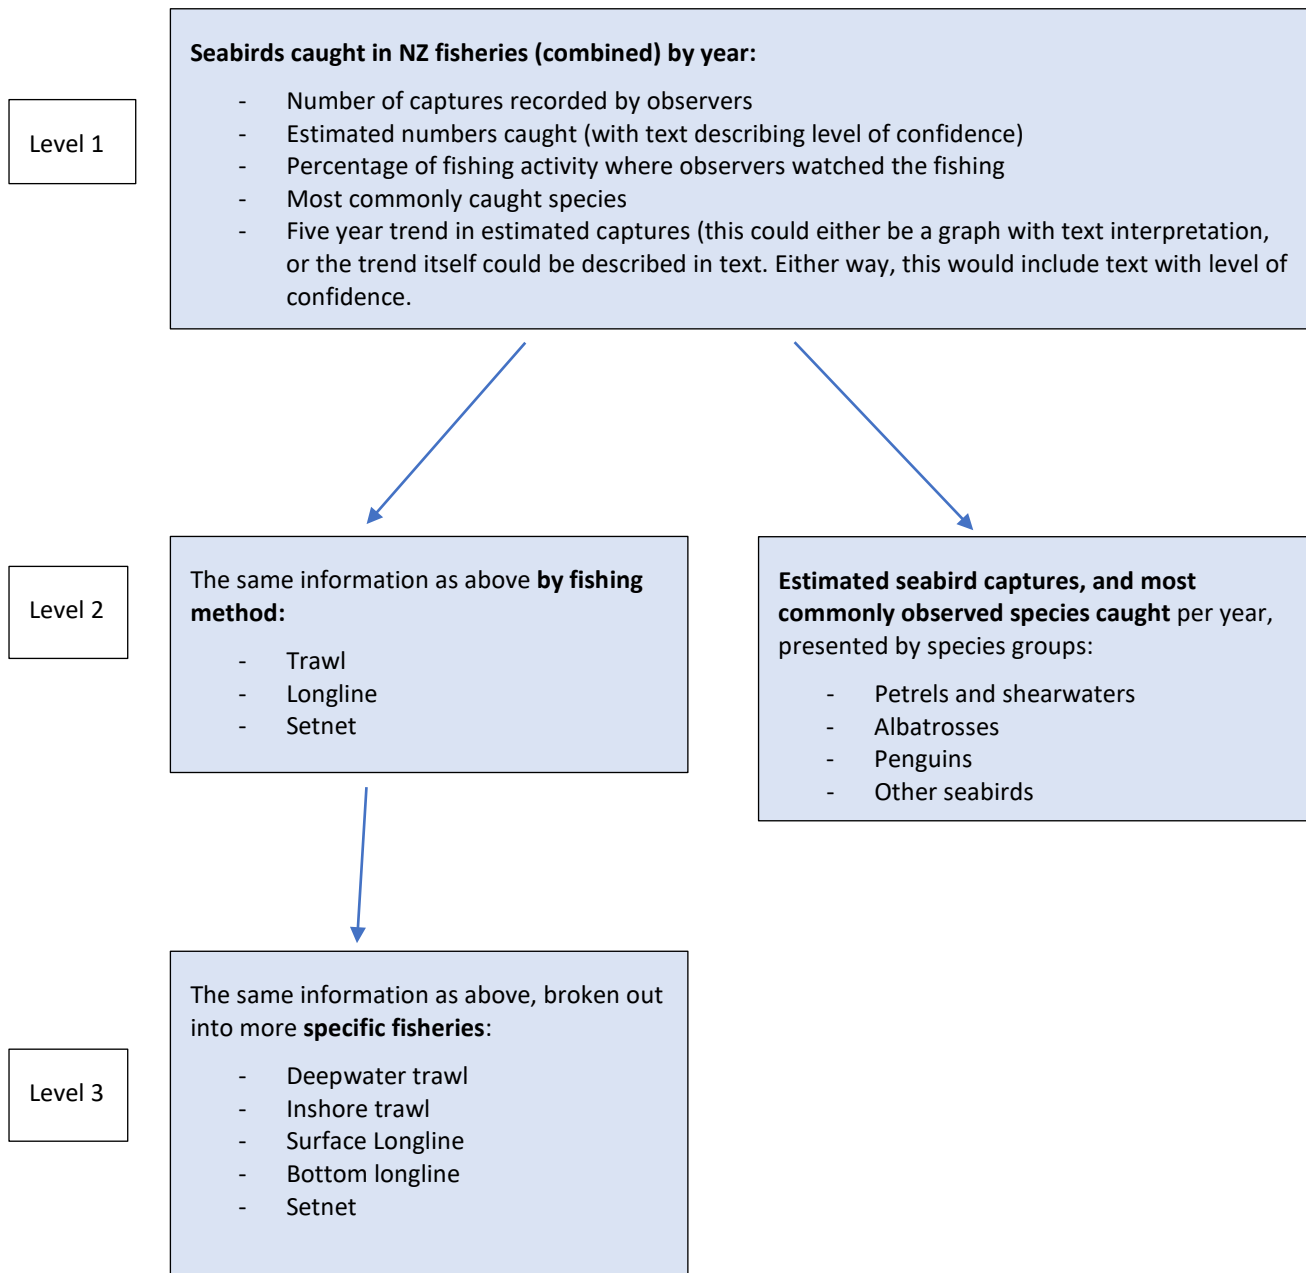 Level 1
Seabirds caught in NZ fisheries (combined) by year:
- Number of captures recorded by observers
- Estimated numbers caught (with text describing level of confidence)
- Percentage of fishing activity where observers watched the fishing
- Most commonly caught species
- Five year trend in estimated captures (this could either be a graph with text interpretation,
or the trend itself could be described in text. Either way, this would include text with level of
confidence.
Level 2
The same information as above by fishing
method:
- Trawl
- Longline
- Setnet
Estimated seabird captures, and most
commonly observed species caught per year,
presented by species groups:
- Petrels and shearwaters
- Albatrosses
- Penguins
- Other seabirds
Level 3
The same information as above, broken out
into more specific fisheries:
- Deepwater trawl
- Inshore trawl
- Surface Longline
- Bottom longline
- Setnet